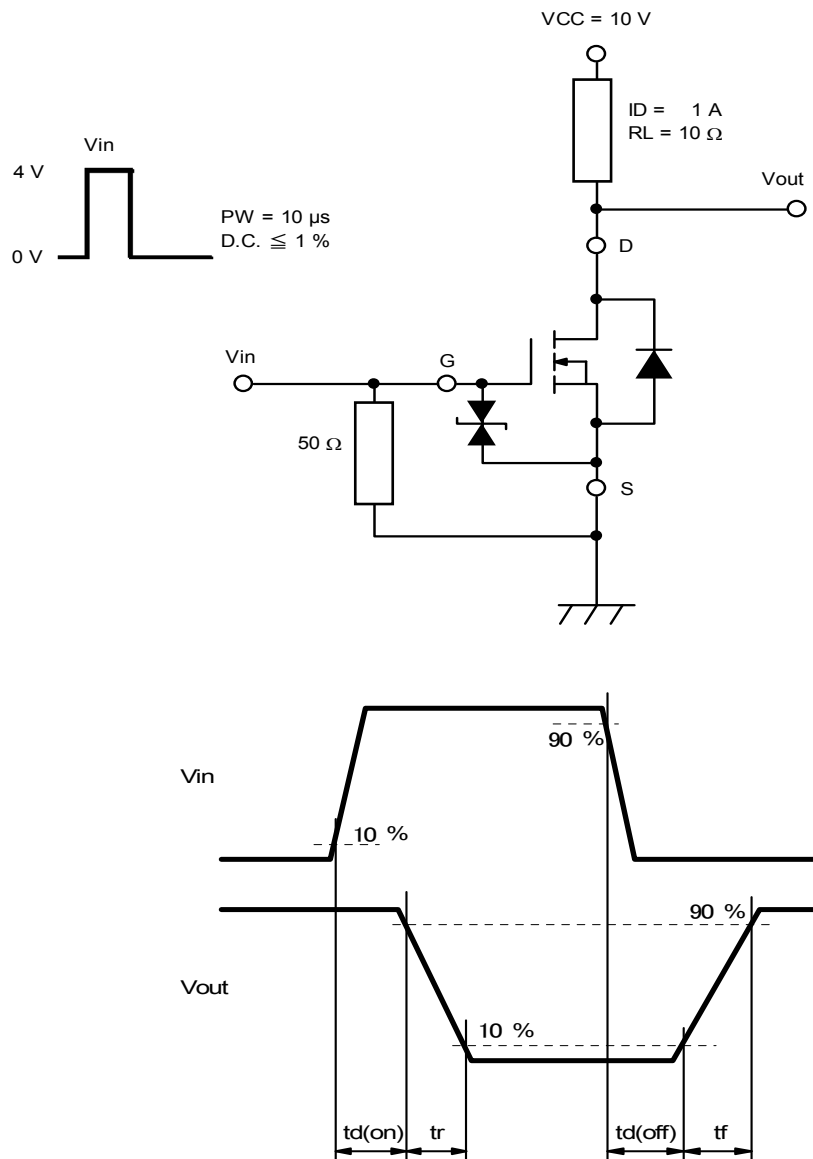 VCC = 10 V
ID = 1 A
RL = 10 Ω
Vin
4 V
Vout
PW = 10 µs
D.C. ≦ 1 %
0 V
D
Vin
G
50 Ω
S
90 %
Vin
10 %
90 %
Vout
10 %
td(on)
tr
td(off)
tf